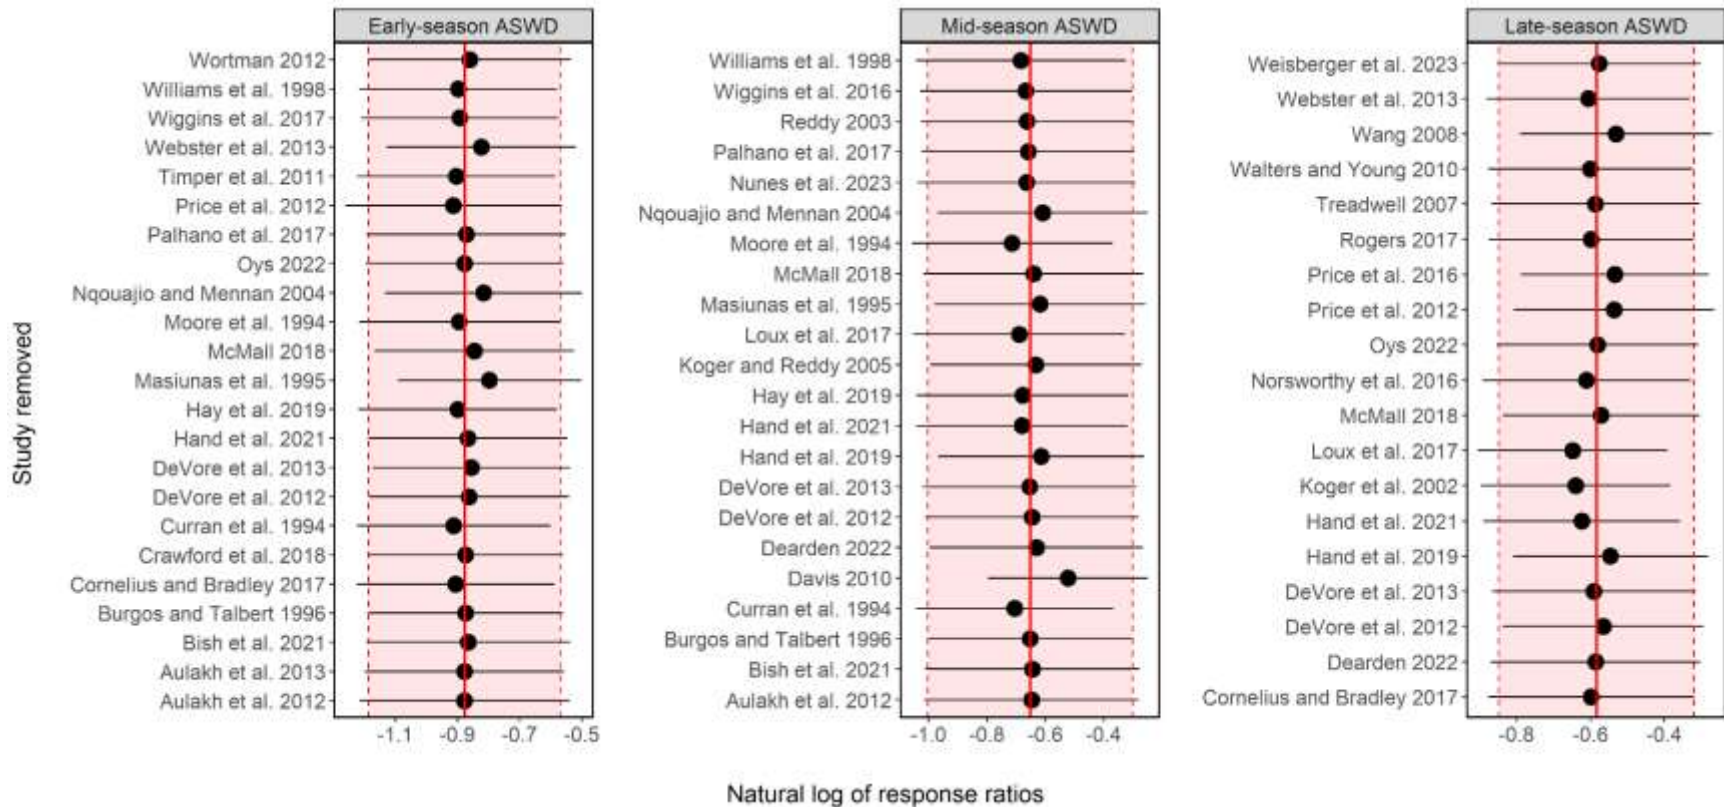 Early-season ASWD
Wortman 2012
Williams et al. 1998
Wiggins et al. 2017
Webster et al. 2013
Timper et al. 2011
Price et al. 2012
Palhano et al. 2017
Oys 2022
Nqouajio and Mennan 2004
Moore et al. 1994
McMall 2018
Masiunas et al. 1995
Hay et al. 2019
Hand et al. 2021
DeVore et al. 2013
DeVore et al. 2012
Curran et al. 1994
Crawford et al. 2018
Cornelius and Bradley 2017
Burgos and Talbert 1996
Bish et al. 2021
Aulakh et al. 2013
Aulakh et al. 2012
-1.1 -0.9 -0.7 -0.5
Mid-season ASWD
Williams et al. 1998
Wiggins et al. 2016
Reddy 2003
Palhano et al. 2017
Nunes et al. 2023
Nqouajio and Mennan 2004
Moore et al. 1994
McMall 2018
Masiunas et al. 1995
Loux et al. 2017
Koger and Reddy 2005
Hay et al. 2019
Hand et al. 2021
Hand et al. 2019
DeVore et al. 2013
DeVore et al. 2012
Dearden 2022
Davis 2010
Curran et al. 1994
Burgos and Talbert 1996
Bish et al. 2021
Aulakh et al. 2012
-1.0 -0.8 -0.6 -0.4
Late-season ASWD
Weisberger et al. 2023
Webster et al. 2013
Wang 2008
Walters and Young 2010
Treadwell 2007
Rogers 2017
Price et al. 2016
Price et al. 2012
Oys 2022
Norsworthy et al. 2016
McMall 2018
Loux et al. 2017
Koger et al. 2002
Hand et al. 2021
Hand et al. 2019
DeVore et al. 2013
DeVore et al. 2012
Dearden 2022
Cornelius and Bradley 2017
-0.8 -0.6 -0.4
Study removed
Natural log of response ratios